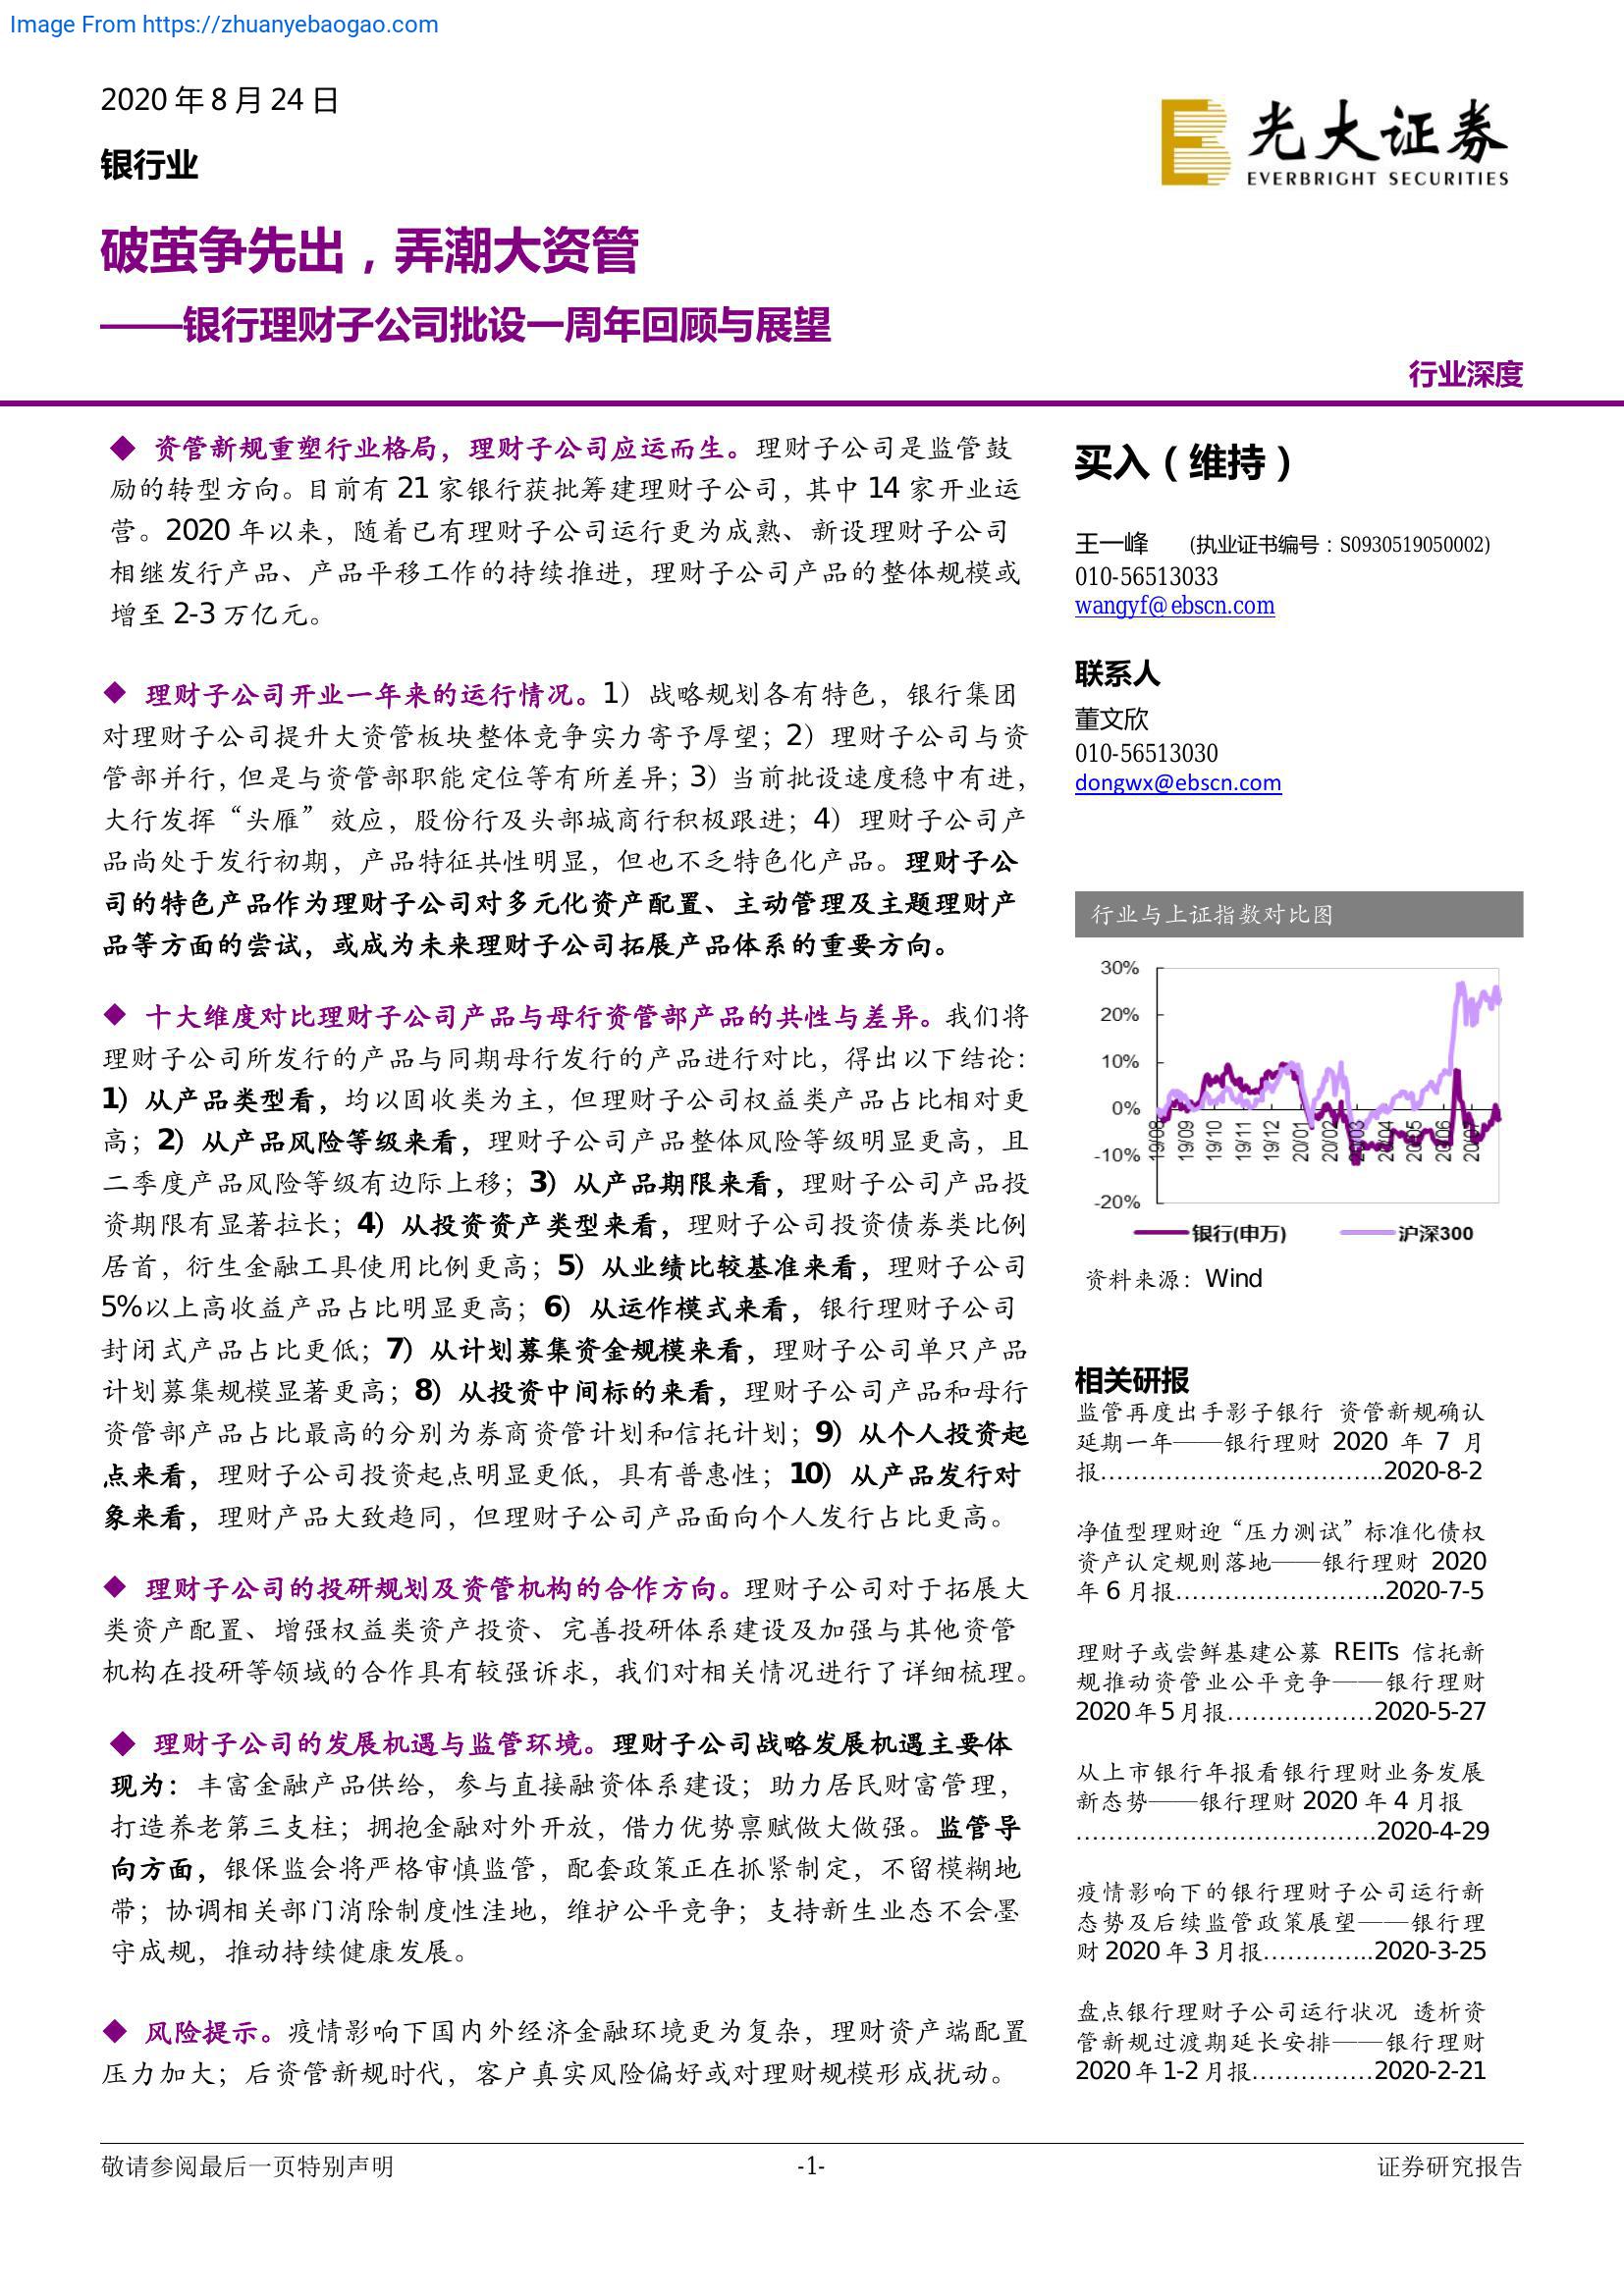 Image From https://zhuanyebaogao.com
2020 年 8 月 24 日
银行业
光大证券
EVERBRIGHT SECURITIES
破茧争先出，弄潮大资管
——银行理财子公司批设一周年回顾与展望
行业深度
◆ 资管新规重塑行业格局，理财子公司应运而生。理财子公司是监管鼓
励的转型方向。目前有 21 家银行获批筹建理财子公司，其中 14 家开业运
营。2020 年以来，随着已有理财子公司运行更为成熟、新设理财子公司
相继发行产品、产品平移工作的持续推进，理财子公司产品的整体规模或
增至 2-3 万亿元。
◆ 理财子公司开业一年来的运行情况。1）战略规划各有特色，银行集团
对理财子公司提升大资管板块整体竞争实力寄予厚望；2）理财子公司与资
管部并行，但是与资管部职能定位等有所差异；3）当前批设速度稳中有进，
大行发挥“头雁”效应，股份行及头部城商行积极跟进；4）理财子公司产
品尚处于发行初期，产品特征共性明显，但也不乏特色化产品。理财子公
司的特色产品作为理财子公司对多元化资产配置、主动管理及主题理财产
品等方面的尝试，或成为未来理财子公司拓展产品体系的重要方向。
◆ 十大维度对比理财子公司产品与母行资管部产品的共性与差异。我们将
理财子公司所发行的产品与同期母行发行的产品进行对比，得出以下结论：
1）从产品类型看，均以固收类为主，但理财子公司权益类产品占比相对更
高；2）从产品风险等级来看，理财子公司产品整体风险等级明显更高，且
二季度产品风险等级有边际上移；3）从产品期限来看，理财子公司产品投
资期限有显著拉长；4）从投资资产类型来看，理财子公司投资债券类比例
居首，衍生金融工具使用比例更高；5）从业绩比较基准来看，理财子公司
5%以上高收益产品占比明显更高；6）从运作模式来看，银行理财子公司
封闭式产品占比更低；7）从计划募集资金规模来看，理财子公司单只产品
计划募集规模显著更高；8）从投资中间标的来看，理财子公司产品和母行
资管部产品占比最高的分别为券商资管计划和信托计划；9）从个人投资起
点来看，理财子公司投资起点明显更低，具有普惠性；10）从产品发行对
象来看，理财产品大致趋同，但理财子公司产品面向个人发行占比更高。
◆ 理财子公司的投研规划及资管机构的合作方向。理财子公司对于拓展大
类资产配置、增强权益类资产投资、完善投研体系建设及加强与其他资管
机构在投研等领域的合作具有较强诉求，我们对相关情况进行了详细梳理。
◆ 理财子公司的发展机遇与监管环境。理财子公司战略发展机遇主要体
现为：丰富金融产品供给，参与直接融资体系建设；助力居民财富管理，
打造养老第三支柱；拥抱金融对外开放，借力优势禀赋做大做强。监管导
向方面，银保监会将严格审慎监管，配套政策正在抓紧制定，不留模糊地
带；协调相关部门消除制度性洼地，维护公平竞争；支持新生业态不会墨
守成规，推动持续健康发展。
◆ 风险提示。疫情影响下国内外经济金融环境更为复杂，理财资产端配置
压力加大；后资管新规时代，客户真实风险偏好或对理财规模形成扰动。
买入（维持）
王一峰 (执业证书编号：S0930519050002)
010-56513033
wangyf@ebscn.com
联系人
董文欣
010-56513030
dongwx@ebscn.com
行业与上证指数对比图
30%
20%
10%
0%
-10%
-20%
19/08 19/09 19/10 19/11 19/12 20/01 20/02 20/03 20/04 20/05 20/06 20/07
银行(申万) 沪深300
资料来源：Wind
相关研报
监管再度出手影子银行 资管新规确认
延期一年——银行理财 2020 年 7 月
报……………………………..2020-8-2
净值型理财迎“压力测试”标准化债权
资产认定规则落地——银行理财 2020
年 6 月报……………………..2020-7-5
理财子或尝鲜基建公募 REITs 信托新
规推动资管业公平竞争——银行理财
2020 年 5 月报………………2020-5-27
从上市银行年报看银行理财业务发展
新态势——银行理财 2020 年 4 月报
………………………………2020-4-29
疫情影响下的银行理财子公司运行新
态势及后续监管政策展望——银行理
财 2020 年 3 月报…………..2020-3-25
盘点银行理财子公司运行状况 透析资
管新规过渡期延长安排——银行理财
2020 年 1-2 月报……………2020-2-21
敬请参阅最后一页特别声明
-1-
证券研究报告